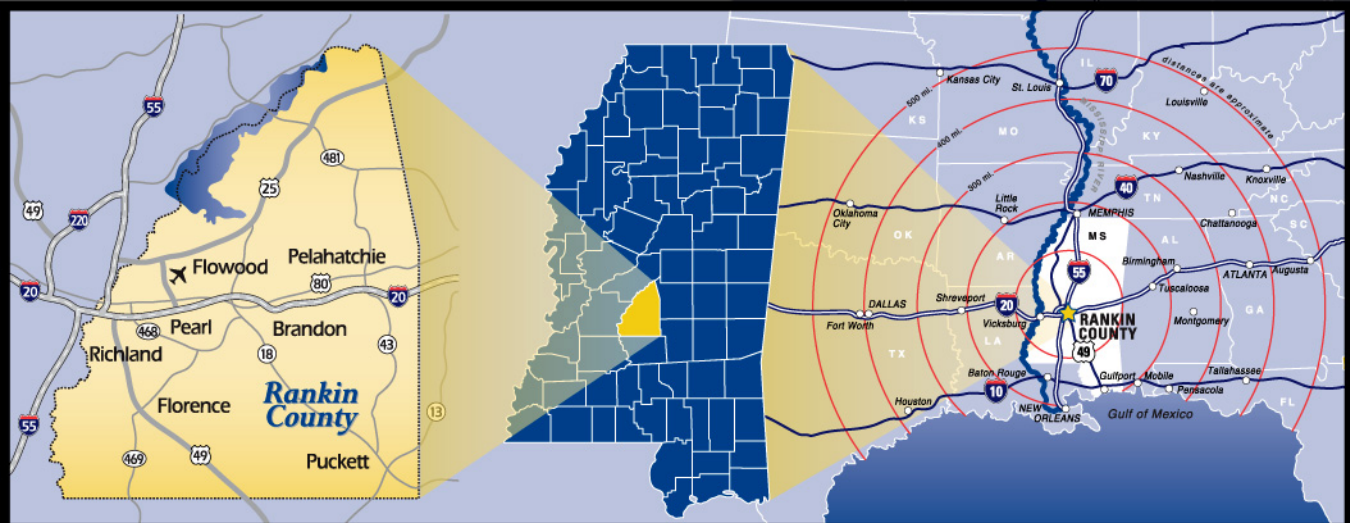 55
481
25
49
220
Flowood
Pelahatchie
80
20
20
468
Pearl
Brandon
Richland
18
43
Rankin
County
Florence
13
55
469
49
Puckett
IL
70
distances are approximate
Kansas City
St. Louis
Louisville
500 mi.
KS
MO
MISSISSIPPI RIVER
KY
400 mi.
300 mi.
40
Nashville
Knoxville
Little
Rock
TN
NC
Oklahoma
City
MEMPHIS
Chattanooga
SC
OK
MS
AL
AR
Birmingham
55
ATLANTA
Augusta
Tuscaloosa
DALLAS
Shreveport
20
Fort Worth
Vicksburg
RANKIN
COUNTY
Montgomery
GA
LA
49
TX
Baton Rouge
Gulfport
Mobile
Tallahassee
10
Pensacola
Houston
NEW
ORLEANS
Gulf of Mexico
FL